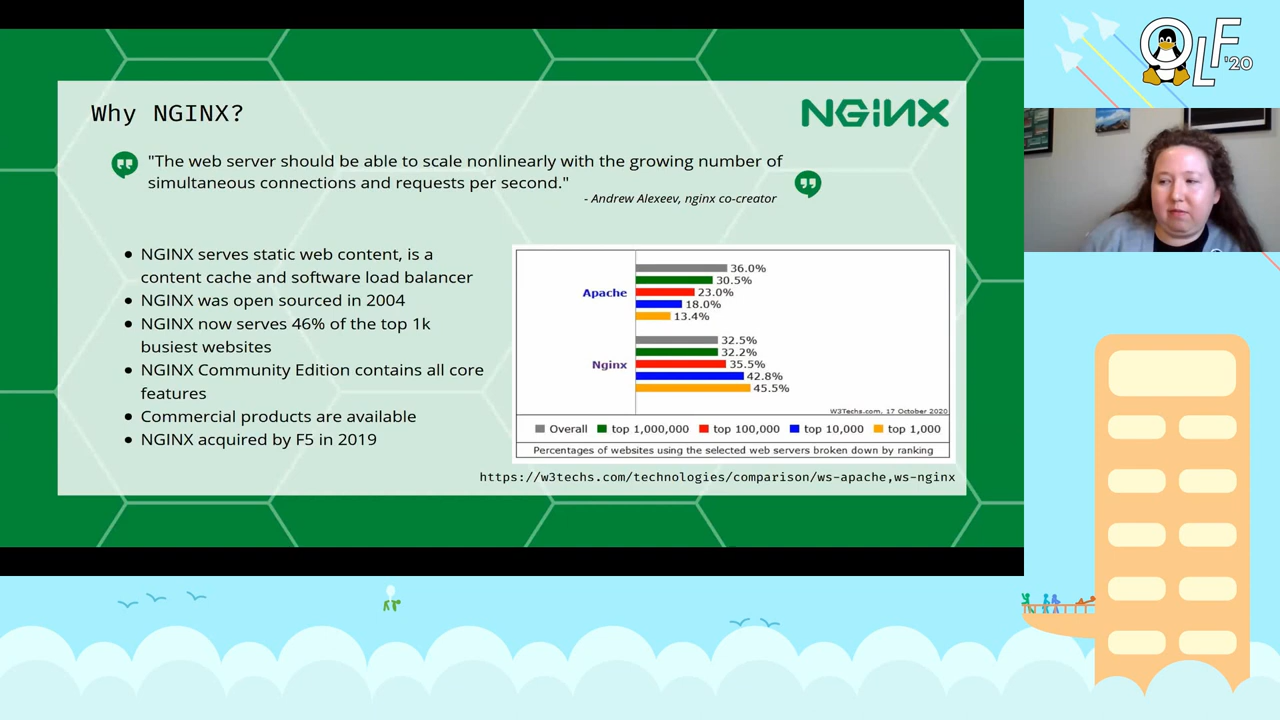 Why NGINX?
NGINX
"The web server should be able to scale nonlinearly with the growing number of
simultaneous connections and requests per second."
- Andrew Alexeev, nginx co-creator
● NGINX serves static web content, is a
content cache and software load balancer
● NGINX was open sourced in 2004
● NGINX now serves 46% of the top 1k
busiest websites
● NGINX Community Edition contains all core
features
● Commercial products are available
● NGINX acquired by F5 in 2019
Apache
36.0%
30.5%
23.0%
18.0%
13.4%
Nginx
32.5%
32.2%
35.5%
42.8%
45.5%
W3Techs.com, 17 October 2020
Overall top 1,000,000 top 100,000 top 10,000 top 1,000
Percentages of websites using the selected web servers broken down by ranking
https://w3techs.com/technologies/comparison/ws-apache,ws-nginx
OLF '20